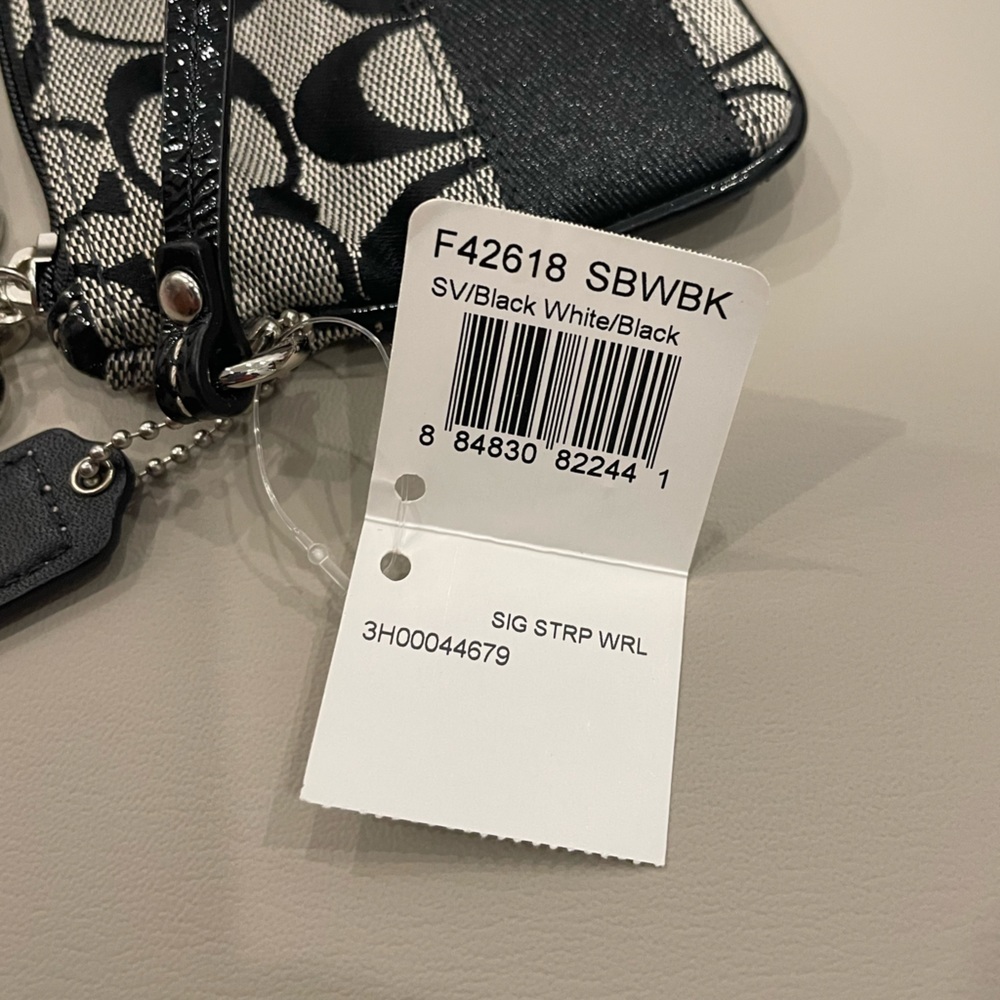 F42618 SBWBK
SV/Black White/Black
8 84830 82244 1
SIG STRP WRL
3H00044679